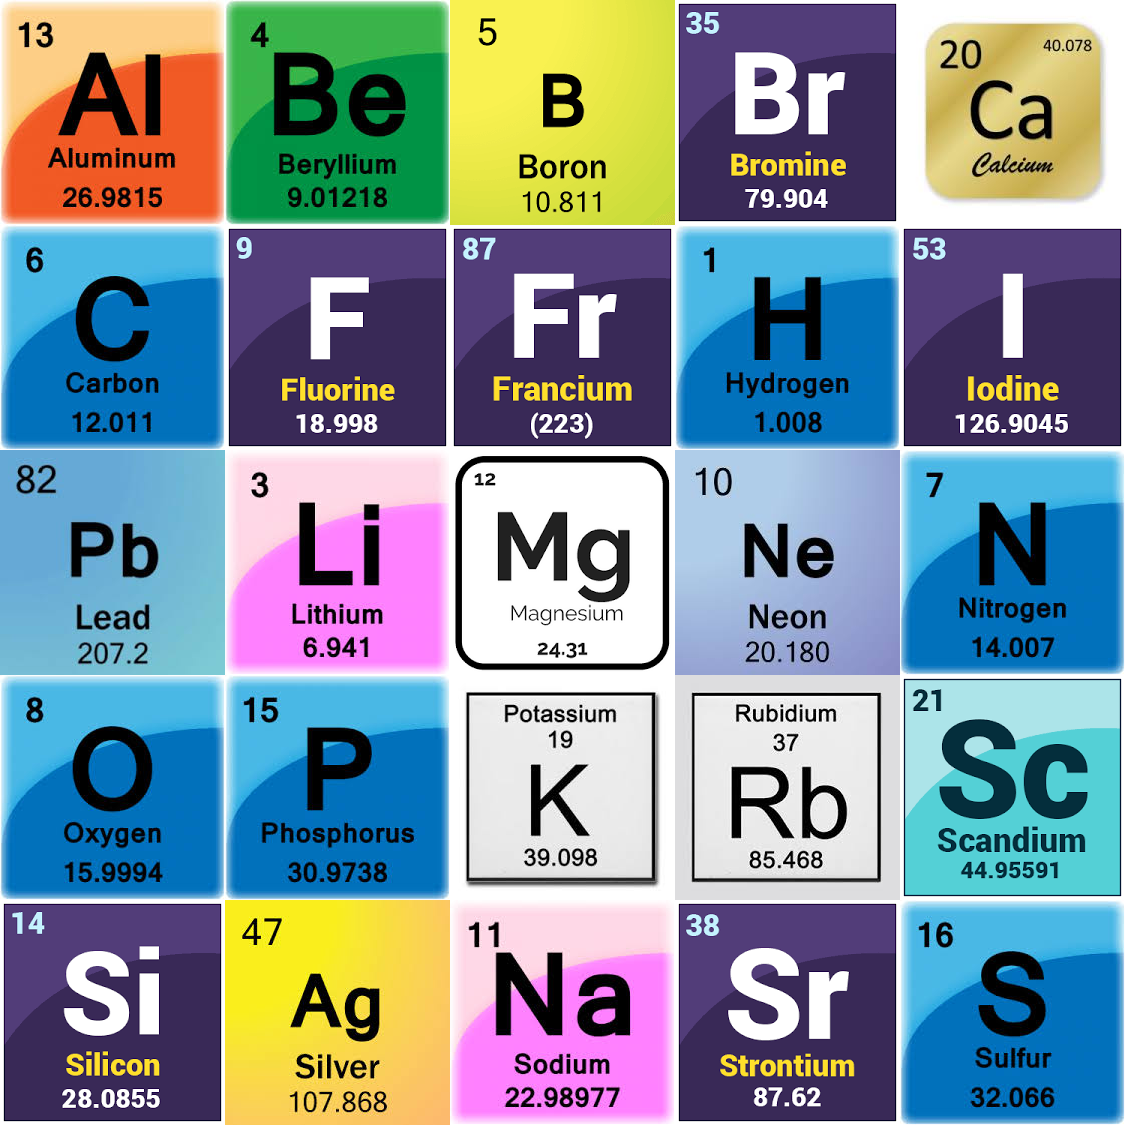 13
Al
Aluminum
26.9815
4
Be
Beryllium
9.01218
5
B
Boron
10.811
35
Br
Bromine
79.904
20
40.078
Ca
Calcium
6
C
Carbon
12.011
9
F
Fluorine
18.998
87
Fr
Francium
(223)
1
H
Hydrogen
1.008
53
I
Iodine
126.9045
82
Pb
Lead
207.2
3
Li
Lithium
6.941
12
Mg
Magnesium
24.31
10
Ne
Neon
20.180
7
N
Nitrogen
14.007
8
O
Oxygen
15.9994
15
P
Phosphorus
30.9738
Potassium
19
K
39.098
Rubidium
37
Rb
85.468
21
Sc
Scandium
44.95591
14
Si
Silicon
28.0855
47
Ag
Silver
107.868
11
Na
Sodium
22.98977
38
Sr
Strontium
87.62
16
S
Sulfur
32.066